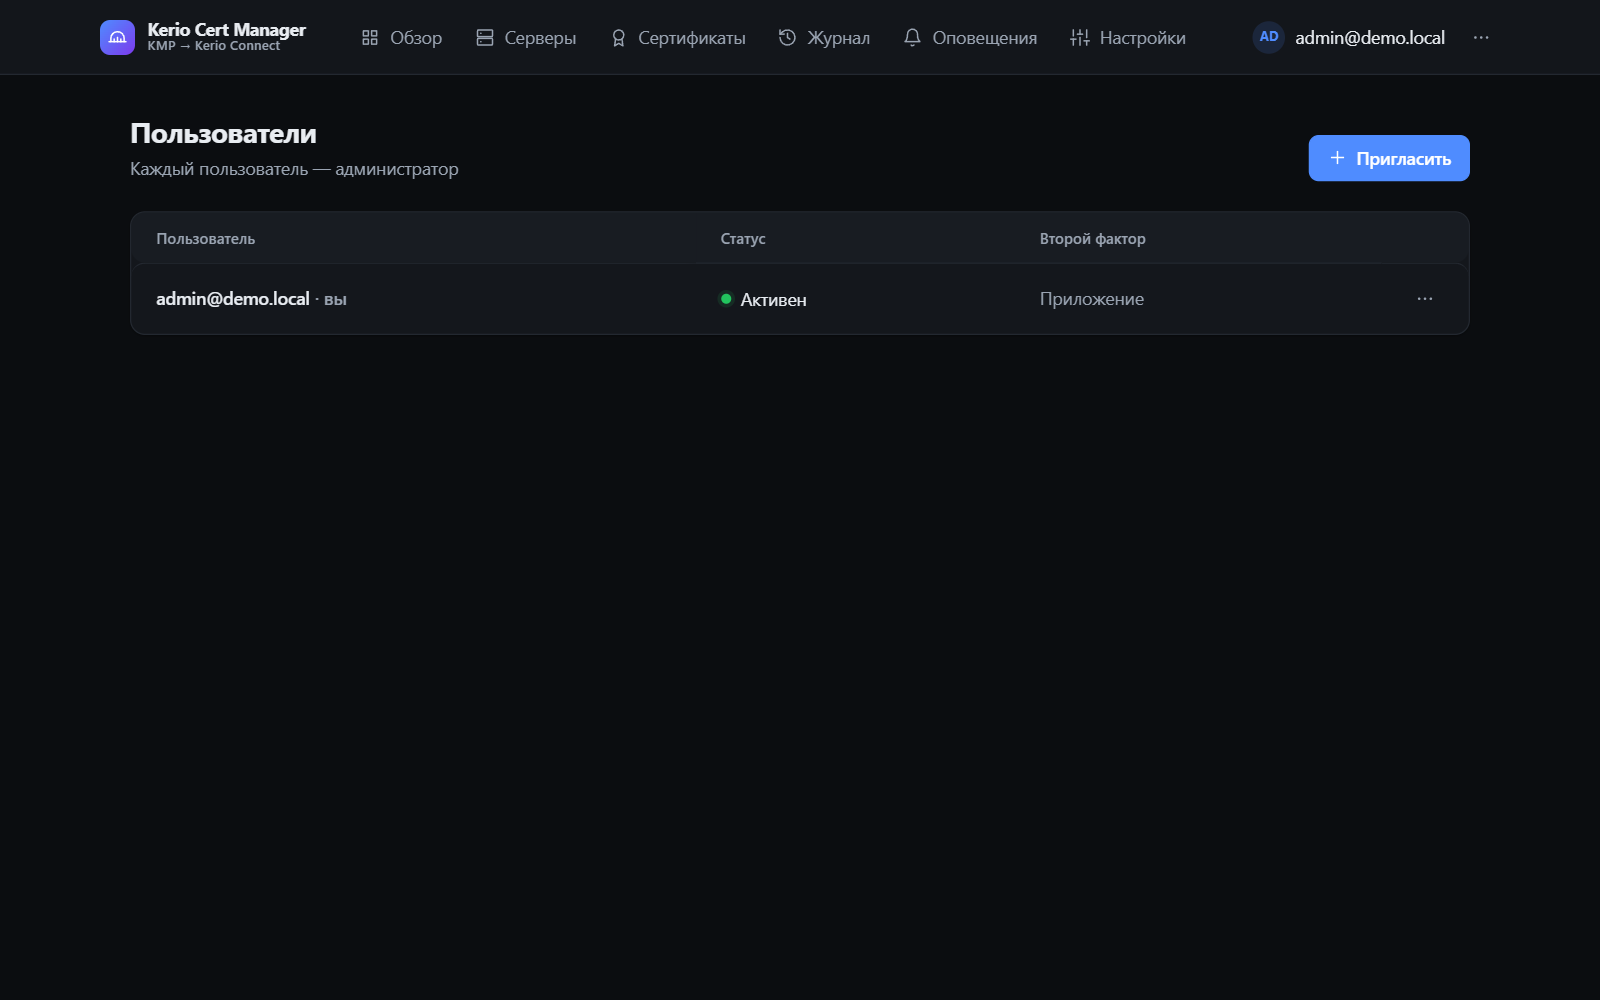 Kerio Cert Manager
KMP → Kerio Connect
Обзор
Серверы
Сертификаты
Журнал
Оповещения
Настройки
AD
admin@demo.local
Пользователи
Каждый пользователь — администратор
+ Пригласить
Пользователь
Статус
Второй фактор
admin@demo.local · вы
Активен
Приложение